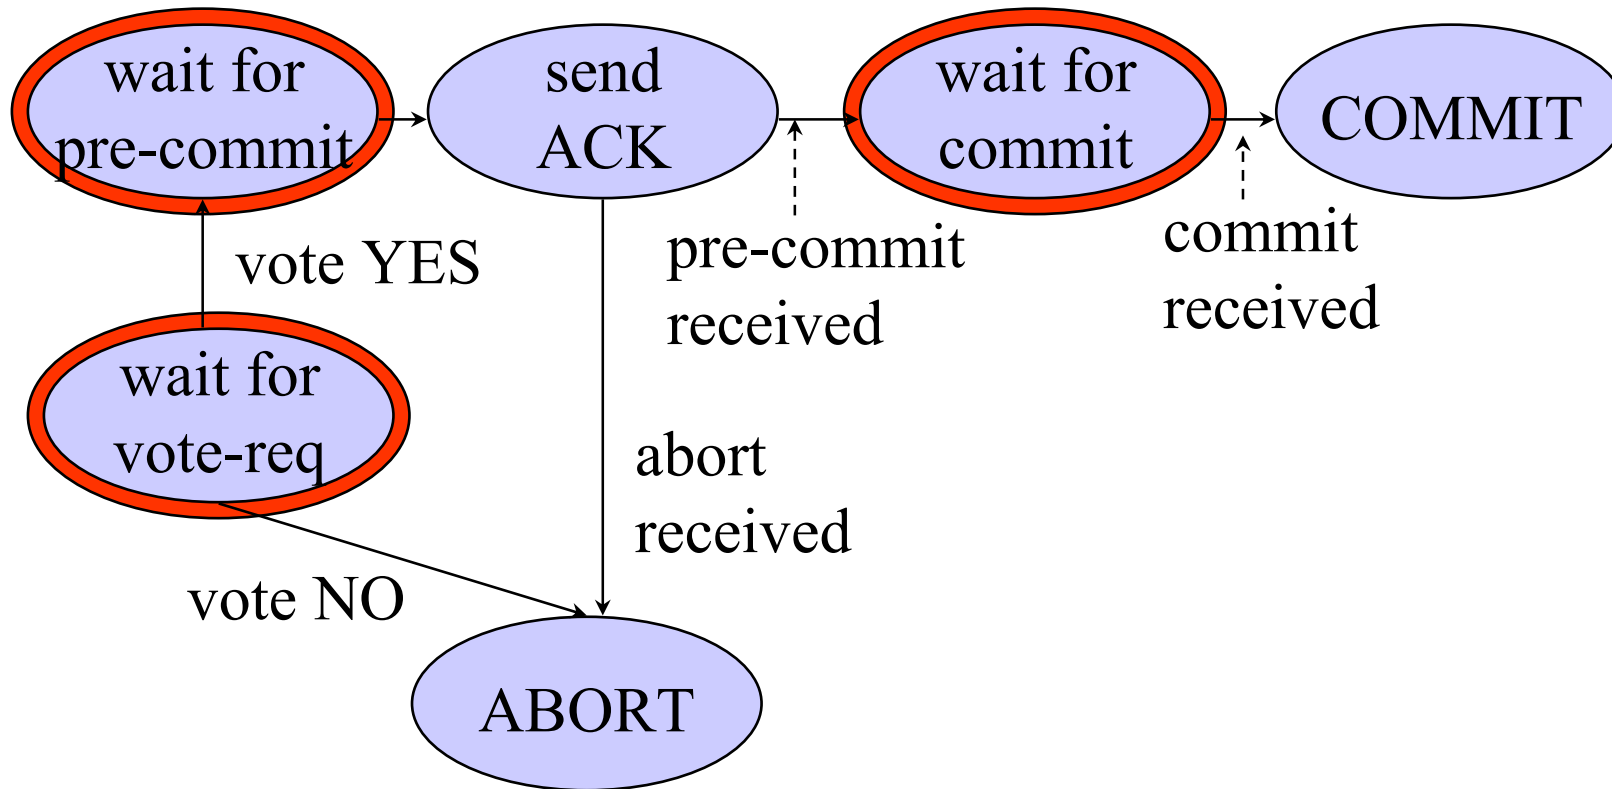 wait for
pre-commit
send
ACK
wait for
commit
COMMIT
vote YES
pre-commit
received
commit
received
wait for
vote-req
abort
received
vote NO
ABORT